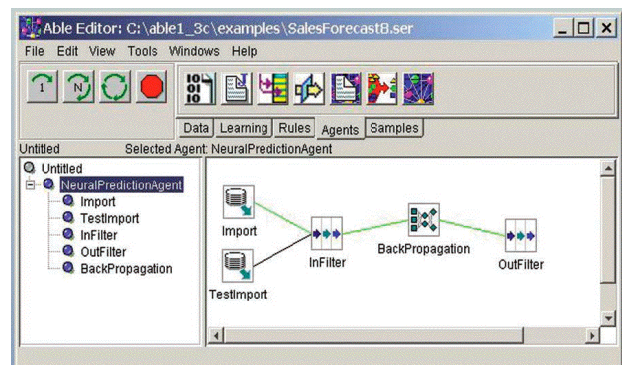 Able Editor: C:\able1_3c\examples\SalesForecastB.ser
File Edit View Tools Windows Help
1 N
Data Learning Rules Agents Samples
Untitled Selected Agent: NeuralPredictionAgent
Untitled
NeuralPredictionAgent
Import
TestImport
InFilter
OutFilter
BackPropagation
Import
TestImport
InFilter
BackPropagation
OutFilter